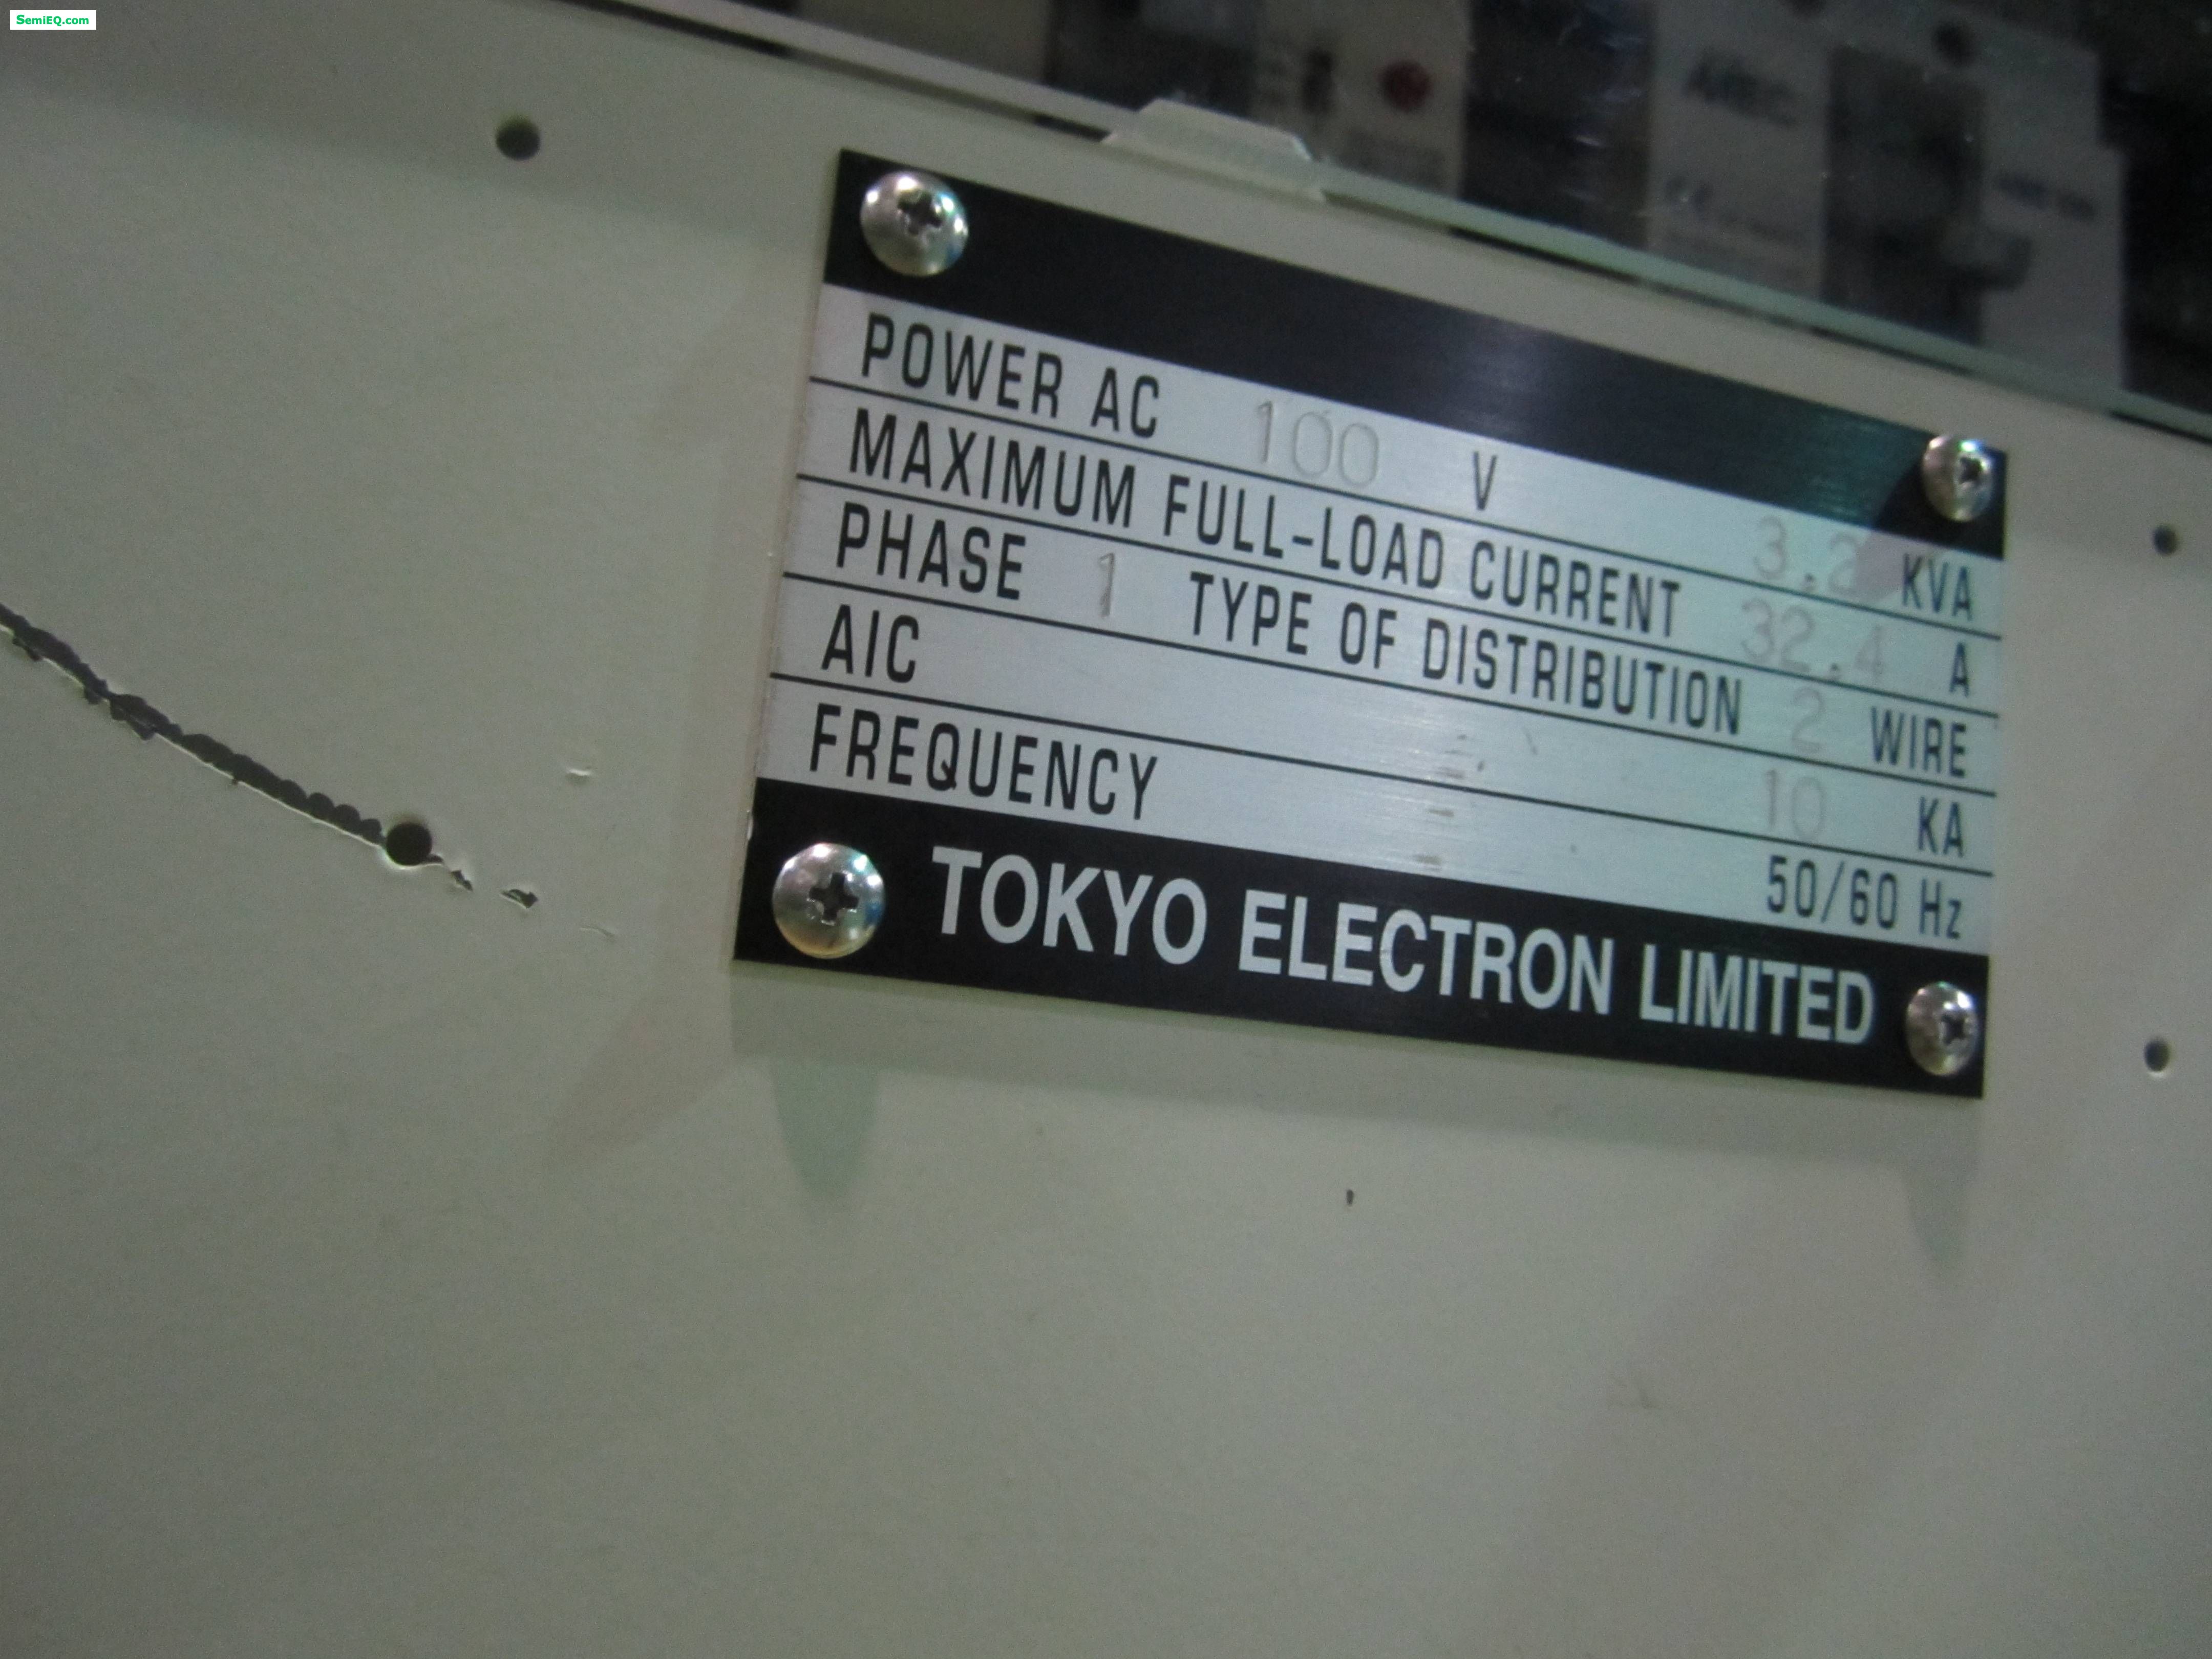 SemiEQ.com
POWER AC 100 V 3.2 KVA
MAXIMUM FULL-LOAD CURRENT 32.4 A
PHASE 1 TYPE OF DISTRIBUTION 2 WIRE
AIC 10 KA
FREQUENCY 50/60 Hz
TOKYO ELECTRON LIMITED